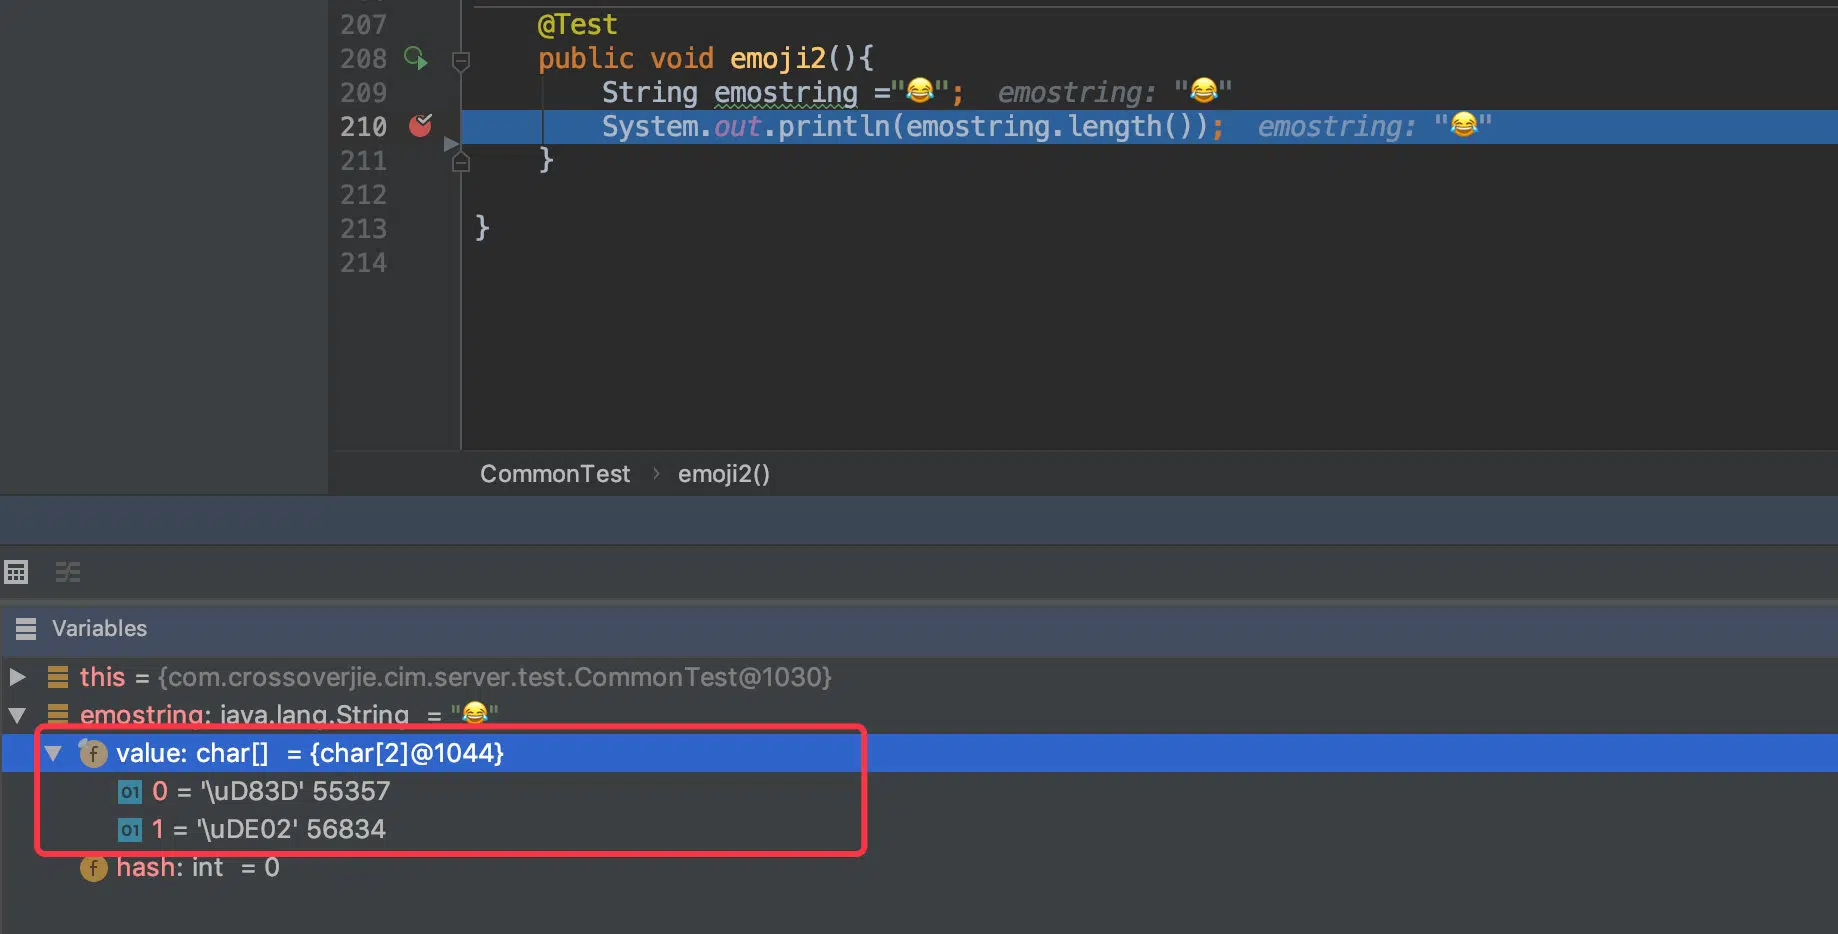 207 @Test
208 public void emoji2(){
209 String emostring ="😂"; emostring: "😂"
210 System.out.println(emostring.length()); emostring: "😂"
211 }
212
213 }
214
CommonTest › emoji2()
Variables
this = {com.crossoverjie.cim.server.test.CommonTest@1030}
emostring: java.lang.String = "😂"
f value: char[] = {char[2]@1044}
01 0 = '\uD83D' 55357
01 1 = '\uDE02' 56834
f hash: int = 0